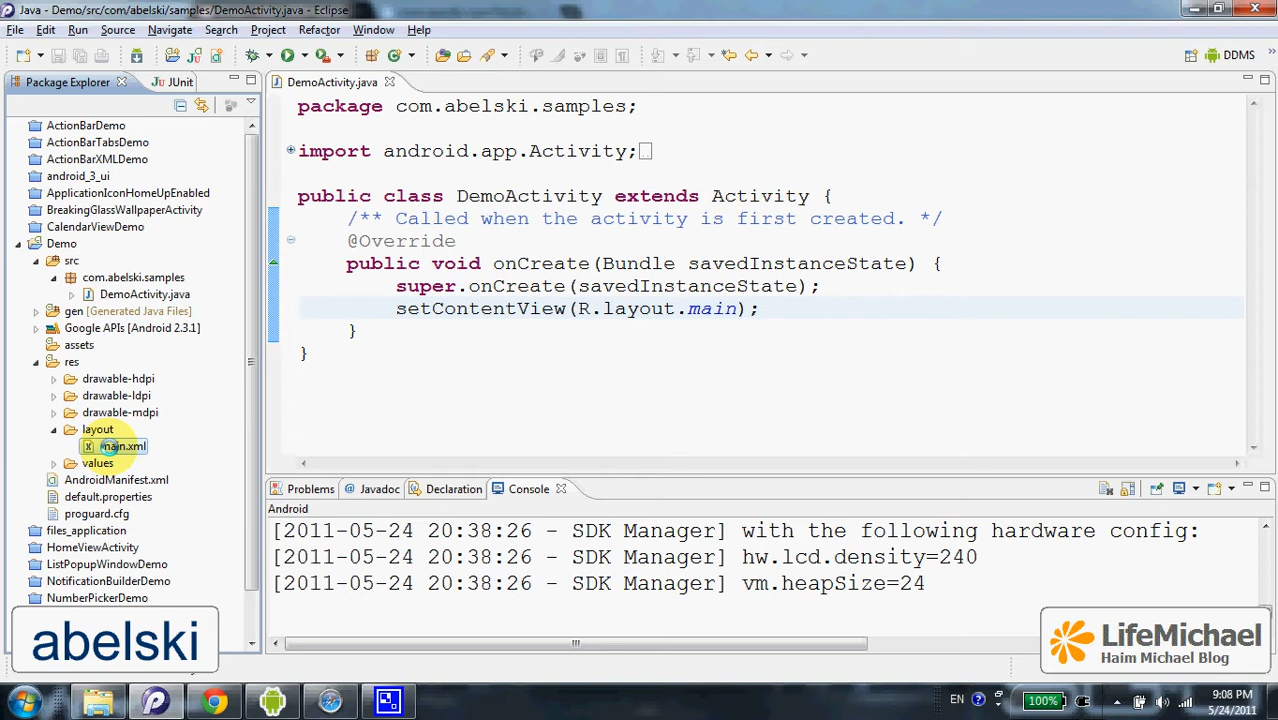 Java - Demo/src/com/abelski/samples/DemoActivity.java - Eclipse
File Edit Run Source Navigate Search Project Refactor Window Help
DDMS
Package Explorer
JUnit
DemoActivity.java
ActionBarDemo
ActionBarTabsDemo
ActionBarXMLDemo
android_3_ui
ApplicationIconHomeUpEnabled
BreakingGlassWallpaperActivity
CalendarViewDemo
Demo
src
com.abelski.samples
DemoActivity.java
gen [Generated Java Files]
Google APIs [Android 2.3.1]
assets
res
drawable-hdpi
drawable-ldpi
drawable-mdpi
layout
main.xml
values
AndroidManifest.xml
default.properties
proguard.cfg
files_application
HomeViewActivity
ListPopupWindowDemo
NotificationBuilderDemo
NumberPickerDemo
package com.abelski.samples;
import android.app.Activity;
public class DemoActivity extends Activity {
/** Called when the activity is first created. */
@Override
public void onCreate(Bundle savedInstanceState) {
super.onCreate(savedInstanceState);
setContentView(R.layout.main);
}
}
Problems
Javadoc
Declaration
Console
Android
[2011-05-24 20:38:26 - SDK Manager] with the following hardware config:
[2011-05-24 20:38:26 - SDK Manager] hw.lcd.density=240
[2011-05-24 20:38:26 - SDK Manager] vm.heapSize=24
abelski
LifeMichael
Haim Michael Blog
EN
100%
9:08 PM
5/24/2011